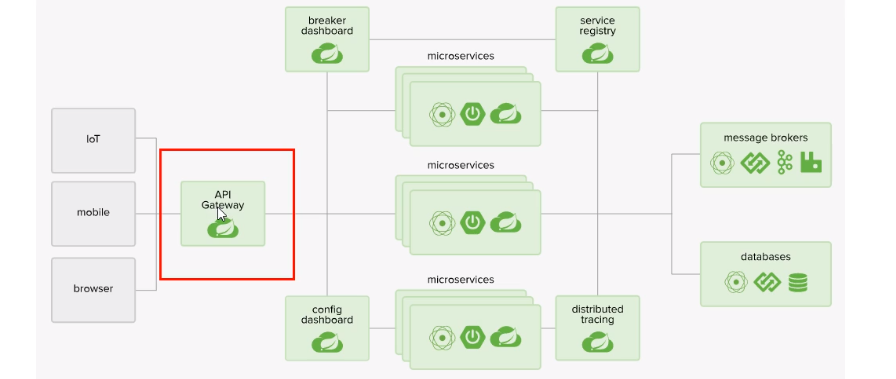 breaker
dashboard
service
registry
microservices
IoT
mobile
browser
API
Gateway
microservices
message brokers
databases
microservices
config
dashboard
distributed
tracing